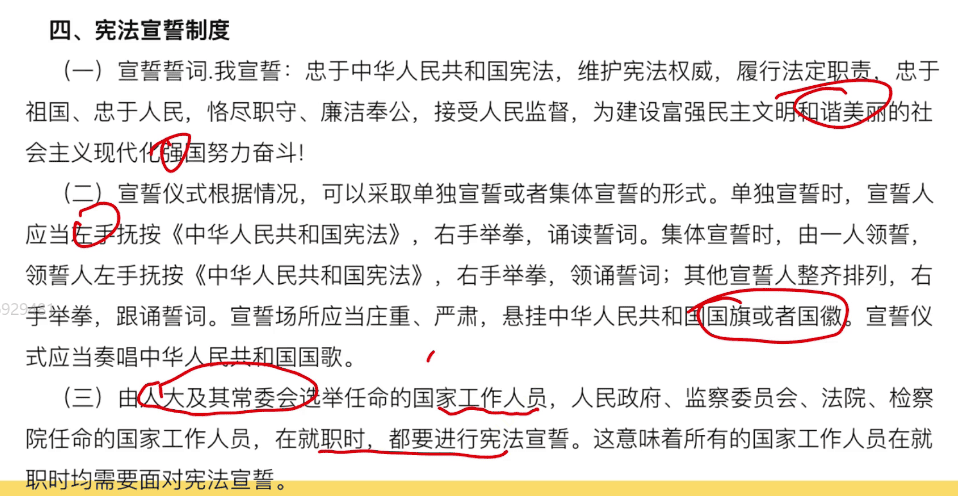 四、宪法宣誓制度
（一）宣誓誓词.我宣誓：忠于中华人民共和国宪法，维护宪法权威，履行法定职责，忠于
祖国、忠于人民，恪尽职守、廉洁奉公，接受人民监督，为建设富强民主文明和谐美丽的社
会主义现代化强国努力奋斗！
（二）宣誓仪式根据情况，可以采取单独宣誓或者集体宣誓的形式。单独宣誓时，宣誓人
应当左手抚按《中华人民共和国宪法》，右手举拳，诵读誓词。集体宣誓时，由一人领誓，
领誓人左手抚按《中华人民共和国宪法》，右手举拳，领诵誓词；其他宣誓人整齐排列，右
手举拳，跟诵誓词。宣誓场所应当庄重、严肃，悬挂中华人民共和国国旗或者国徽。宣誓仪
式应当奏唱中华人民共和国国歌。
（三）由人大及其常委会选举任命的国家工作人员，人民政府、监察委员会、法院、检察
院任命的国家工作人员，在就职时，都要进行宪法宣誓。这意味着所有的国家工作人员在就
职时均需要面对宪法宣誓。